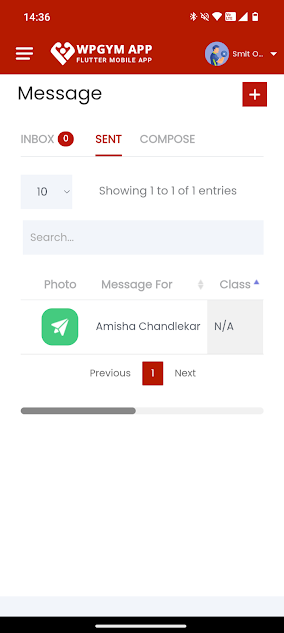 14:36
WPGYM APP
FLUTTER MOBILE APP
Smit O...
Message
+
INBOX 0 SENT COMPOSE
10 Showing 1 to 1 of 1 entries
Search...
Photo Message For Class
Amisha Chandlekar N/A
Previous 1 Next